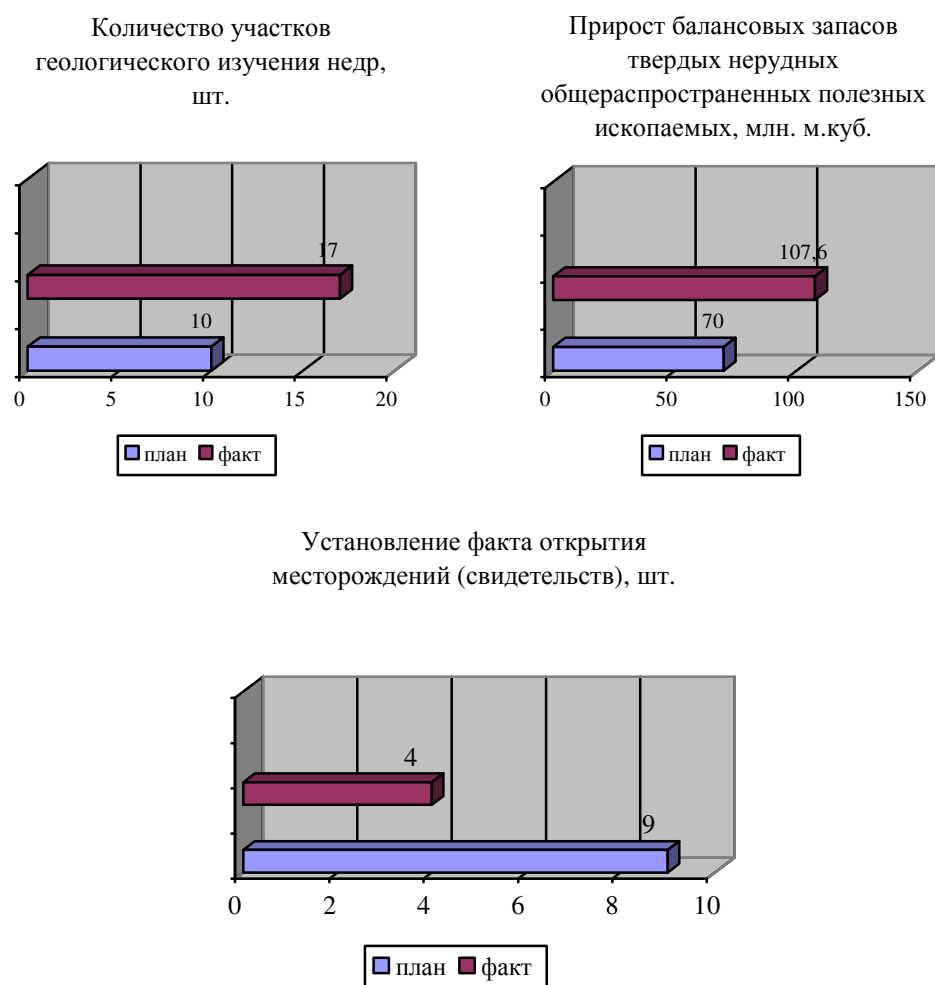 Количество участков
геологического изучения недр,
шт.
17
10
0 5 10 15 20
план факт
Прирост балансовых запасов
твердых нерудных
общераспространенных полезных
ископаемых, млн. м.куб.
107,6
70
0 50 100 150
план факт
Установление факта открытия
месторождений (свидетельств), шт.
4
9
0 2 4 6 8 10
план факт